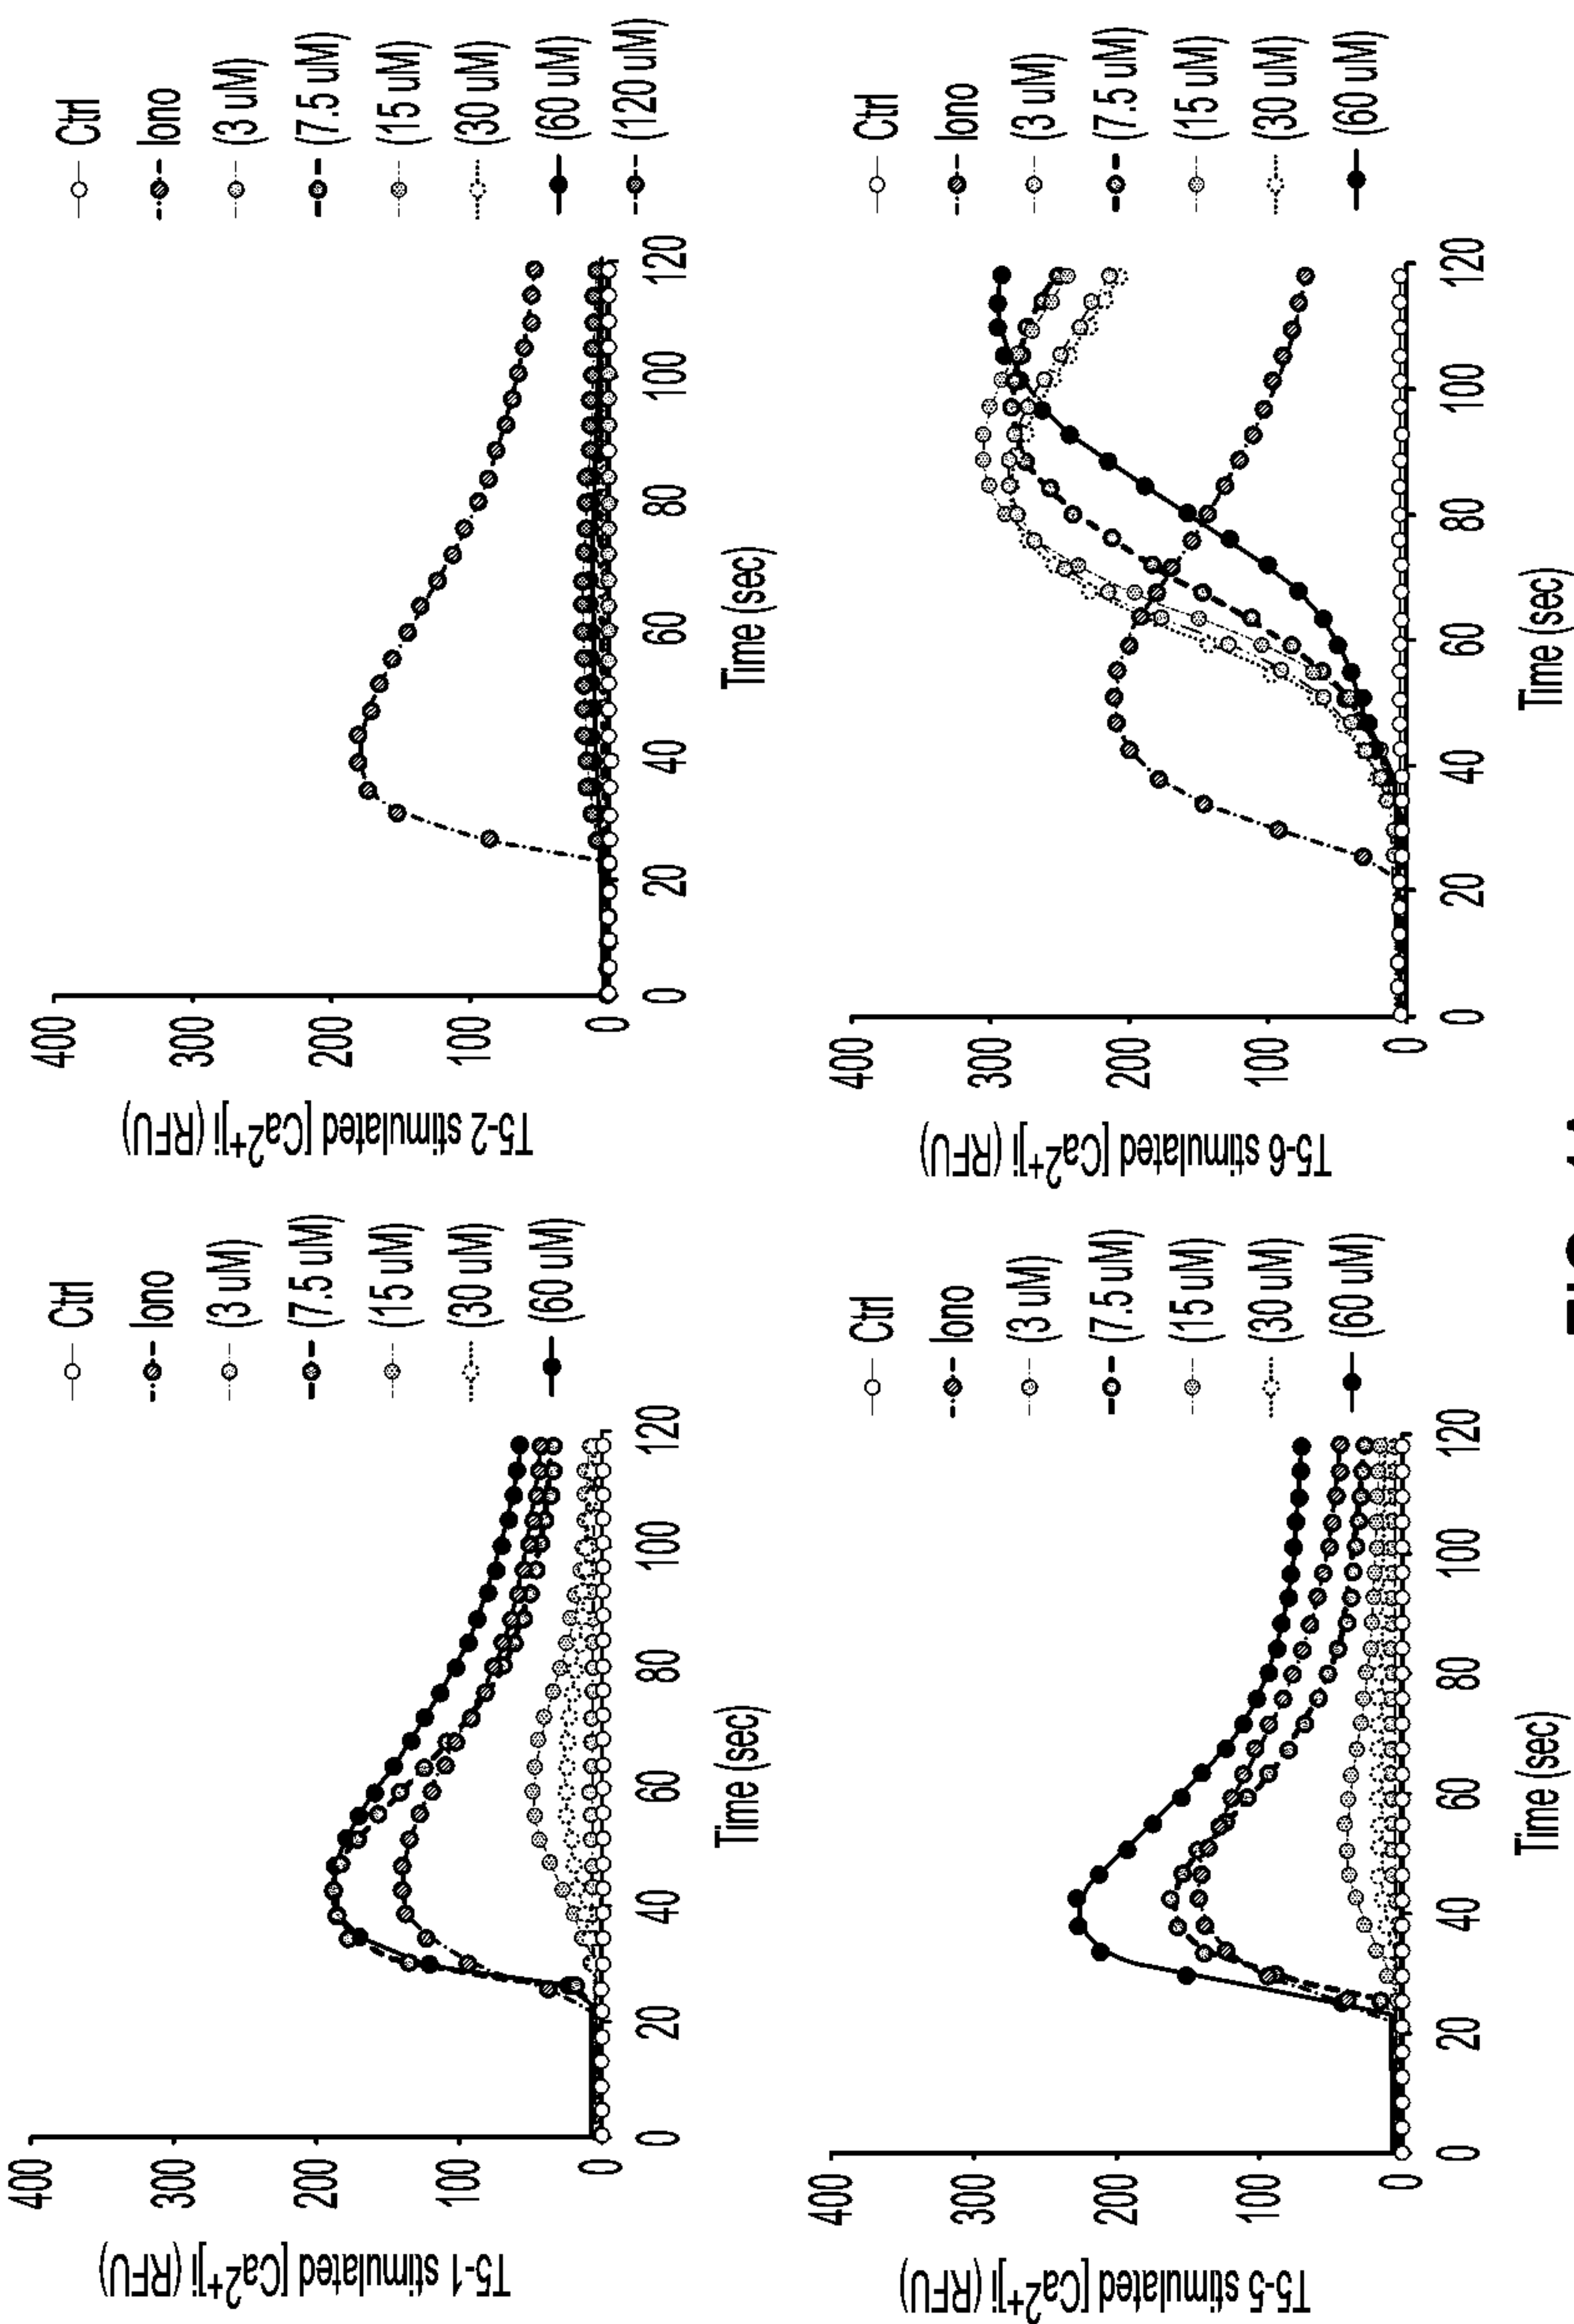 T5-1 stimulated [Ca²⁺]i (RFU)
400
300
200
100
0
0 20 40 60 80 100 120
Time (sec)
Ctrl
Iono
(3 uM)
(7.5 uM)
(15 uM)
(30 uM)
(60 uM)
T5-2 stimulated [Ca²⁺]i (RFU)
400
300
200
100
0
0 20 40 60 80 100 120
Time (sec)
Ctrl
Iono
(3 uM)
(7.5 uM)
(15 uM)
(30 uM)
(60 uM)
(120 uM)
T5-5 stimulated [Ca²⁺]i (RFU)
400
200
100
0
0 20 40 60 80 100 120
Time (sec)
Ctrl
Iono
(3 uM)
(7.5 uM)
(15 uM)
(30 uM)
(60 uM)
300
T5-6 stimulated [Ca²⁺]i (RFU)
400
300
200
100
0
0 20 40 60 80 100 120
Time (sec)
Ctrl
Iono
(3 uM)
(7.5 uM)
(15 uM)
(30 uM)
(60 uM)